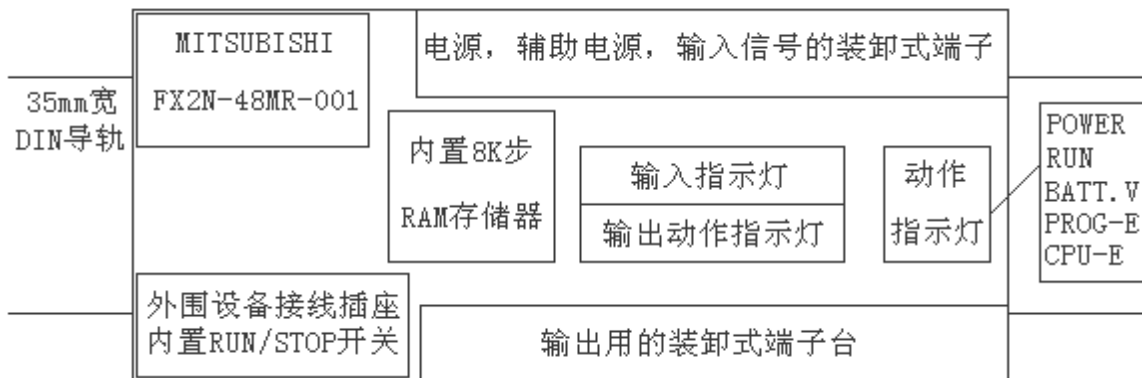 MITSUBISHI
FX2N-48MR-001
电源，辅助电源，输入信号的装卸式端子
35mm宽
DIN导轨
内置8K步
RAM存储器
输入指示灯
输出动作指示灯
动作
指示灯
POWER
RUN
BATT.V
PROG-E
CPU-E
外围设备接线插座
内置RUN/STOP开关
输出用的装卸式端子台